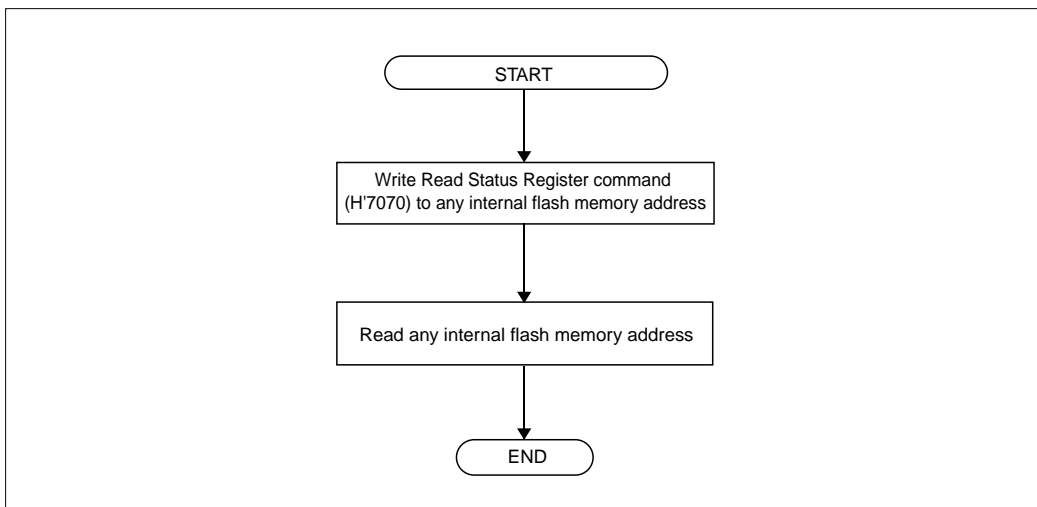 START
Write Read Status Register command
(H'7070) to any internal flash memory address
Read any internal flash memory address
END